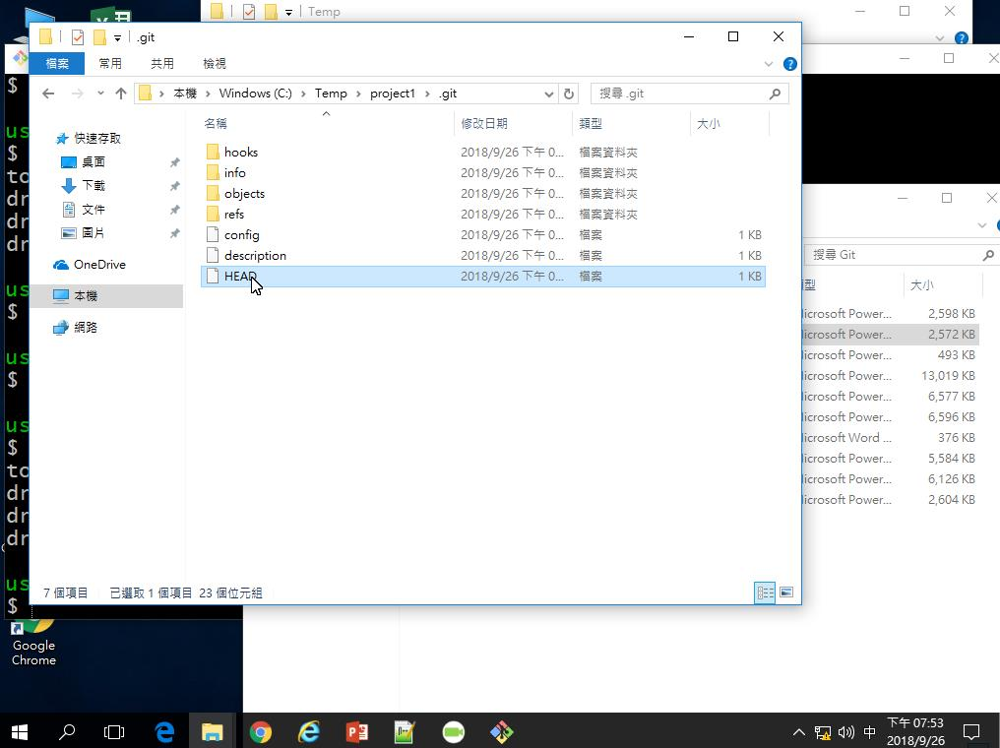 Temp
.git
檔案 常用 共用 檢視
本機 Windows (C:) Temp project1 .git 搜尋 .git
名稱 修改日期 類型 大小
hooks 2018/9/26 下午 0... 檔案資料夾
info 2018/9/26 下午 0... 檔案資料夾
objects 2018/9/26 下午 0... 檔案資料夾
refs 2018/9/26 下午 0... 檔案資料夾
config 2018/9/26 下午 0... 檔案 1 KB
description 2018/9/26 下午 0... 檔案 1 KB
HEAD 2018/9/26 下午 0... 檔案 1 KB
快速存取
桌面
下載
文件
圖片
OneDrive
本機
網路
7 個項目 已選取 1 個項目 23 個位元組
$
us
$
to
dr
dr
dr
us
$
us
$
us
$
to
dr
dr
dr
us
$
搜尋 Git
型 大小
icrosoft Power... 2,598 KB
icrosoft Power... 2,572 KB
icrosoft Power... 493 KB
icrosoft Power... 13,019 KB
icrosoft Power... 6,577 KB
icrosoft Power... 6,596 KB
icrosoft Word ... 376 KB
icrosoft Power... 5,584 KB
icrosoft Power... 6,126 KB
icrosoft Power... 2,604 KB
Google
Chrome
中
下午 07:53
2018/9/26